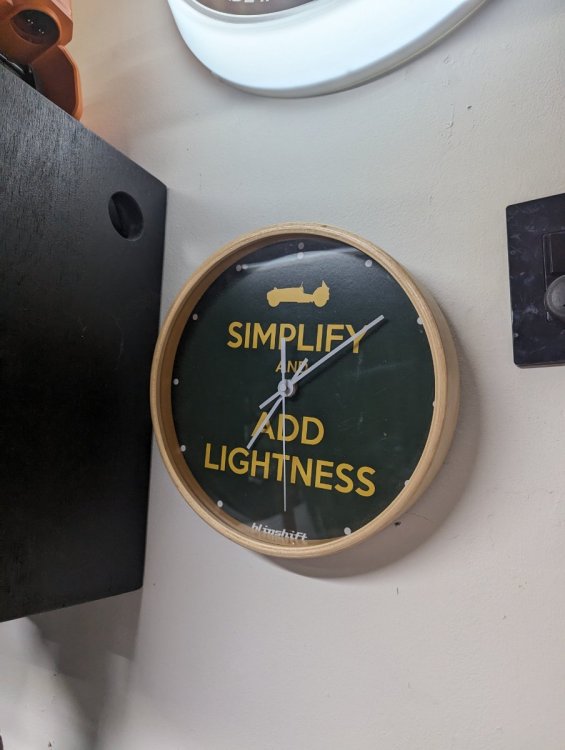 SIMPLIFY
AND
ADD
LIGHTNESS
blipshift